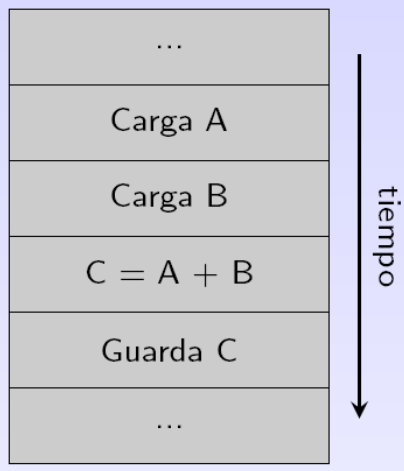 ...
Carga A
Carga B
C = A + B
Guarda C
...
tiempo